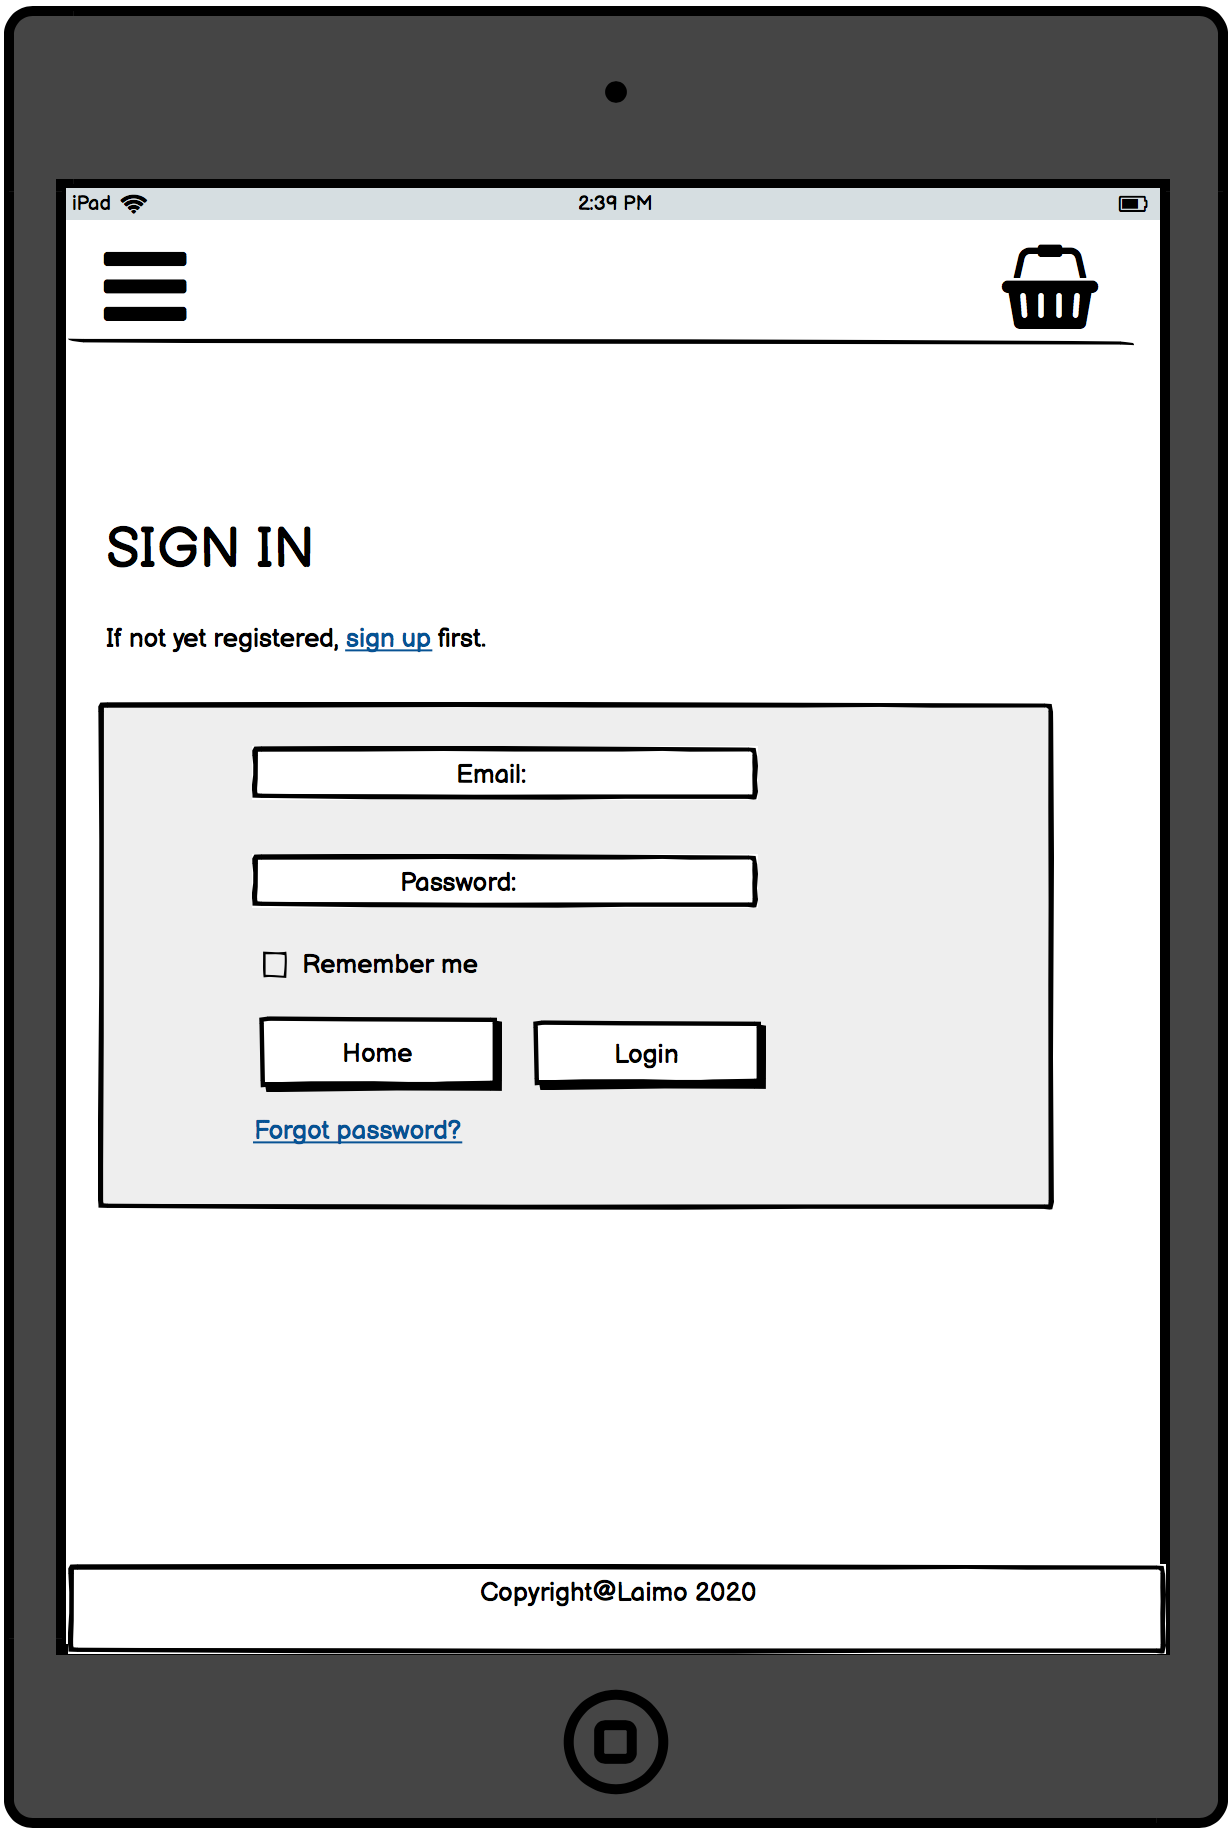 iPad 2:39 PM
SIGN IN
If not yet registered, sign up first.
Email:
Password:
Remember me
Home Login
Forgot password?
Copyright@Laimo 2020